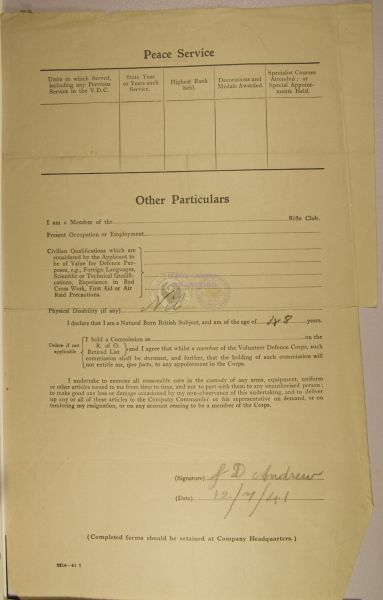 Peace Service
Units in which Served, including any Previous Service in the V.D.C.
State Year or Years such Service.
Highest Rank held.
Decorations and Medals Awarded.
Specialist Courses Attended; or Special Appointments Held.
Other Particulars
I am a Member of the Rifle Club.
Present Occupation or Employment
Civilian Qualifications which are
considered by the Applicant to
be of Value for Defence Pur-
poses, e.g., Foreign Languages,
Scientific or Technical Qualifi-
cations, Experience in Red
Cross Work, First Aid or Air
Raid Precautions.
Physical Disability (if any) Nil
I declare that I am a Natural Born British Subject, and am of the age of 48 years.
Delete if not applicable
I hold a Commission as on the
R. of O. } and I agree that whilst a member of the Volunteer Defence Corps, such
Retired List } commission shall be dormant, and further, that the holding of such commission will
not entitle me, ipso facto, to any appointment in the Corps.
I undertake to exercise all reasonable care in the custody of any arms, equipment, uniform
or other articles issued to me from time to time, and not to part with them to any unauthorised person;
to make good any loss or damage occasioned by my non-observance of this undertaking, and to deliver
up any or all of those articles to the Company Commander or his representative on demand, or on
tendering my resignation, or on any account ceasing to be a member of the Corps.
(Signature) J D Andrew
(Date) 12/7/41
(Completed forms should be retained at Company Headquarters.)